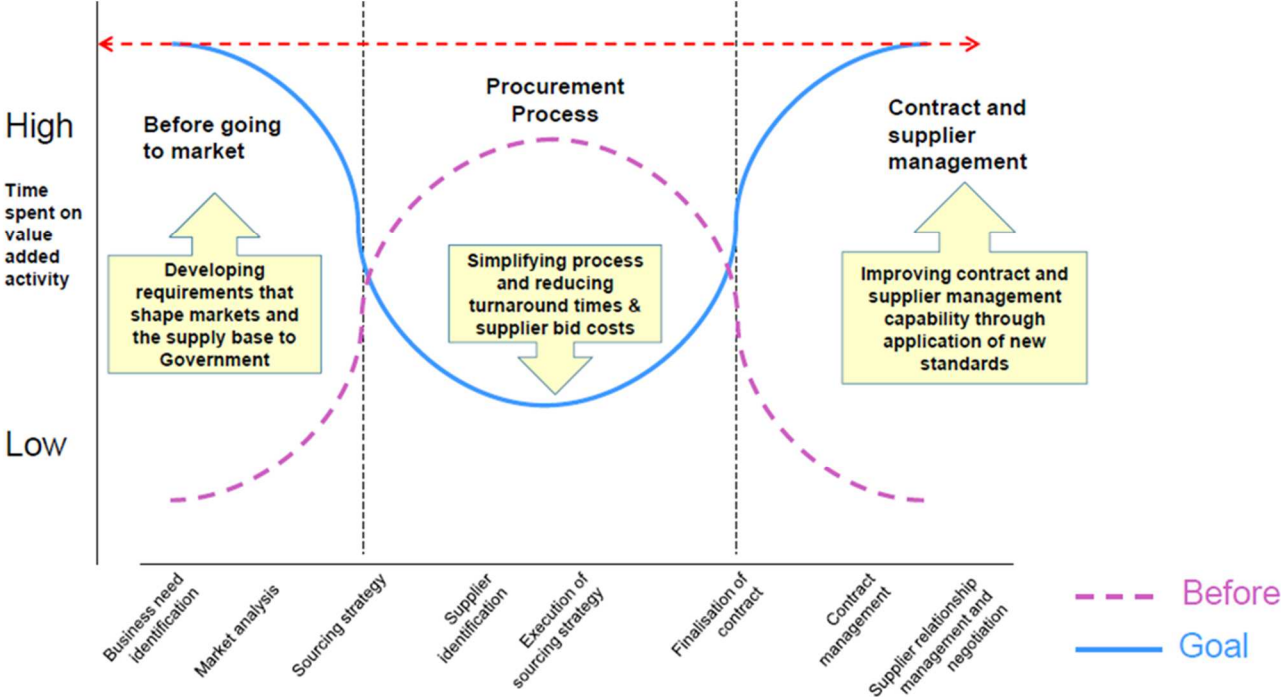 High
Time
spent on
value
added
activity
Low
Before going
to market
Developing
requirements that
shape markets and
the supply base to
Government
Procurement
Process
Simplifying process
and reducing
turnaround times &
supplier bid costs
Contract and
supplier
management
Improving contract and
supplier management
capability through
application of new
standards
Business need
identification
Market analysis
Sourcing strategy
Supplier
identification
Execution of
sourcing strategy
Finalisation of
contract
Contract
management
Supplier relationship
management and
negotiation
Before
Goal